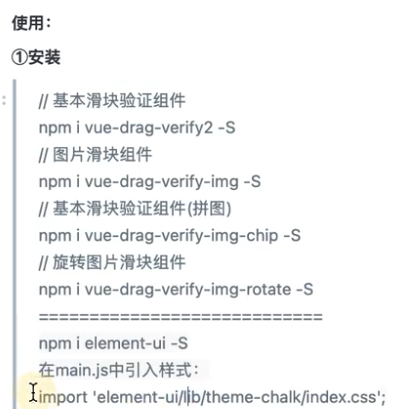 使用：
①安装
// 基本滑块验证组件
npm i vue-drag-verify2 -S
// 图片滑块组件
npm i vue-drag-verify-img -S
// 基本滑块验证组件(拼图)
npm i vue-drag-verify-img-chip -S
// 旋转图片滑块组件
npm i vue-drag-verify-img-rotate -S
============================
npm i element-ui -S
在main.js中引入样式：
import 'element-ui/lib/theme-chalk/index.css';